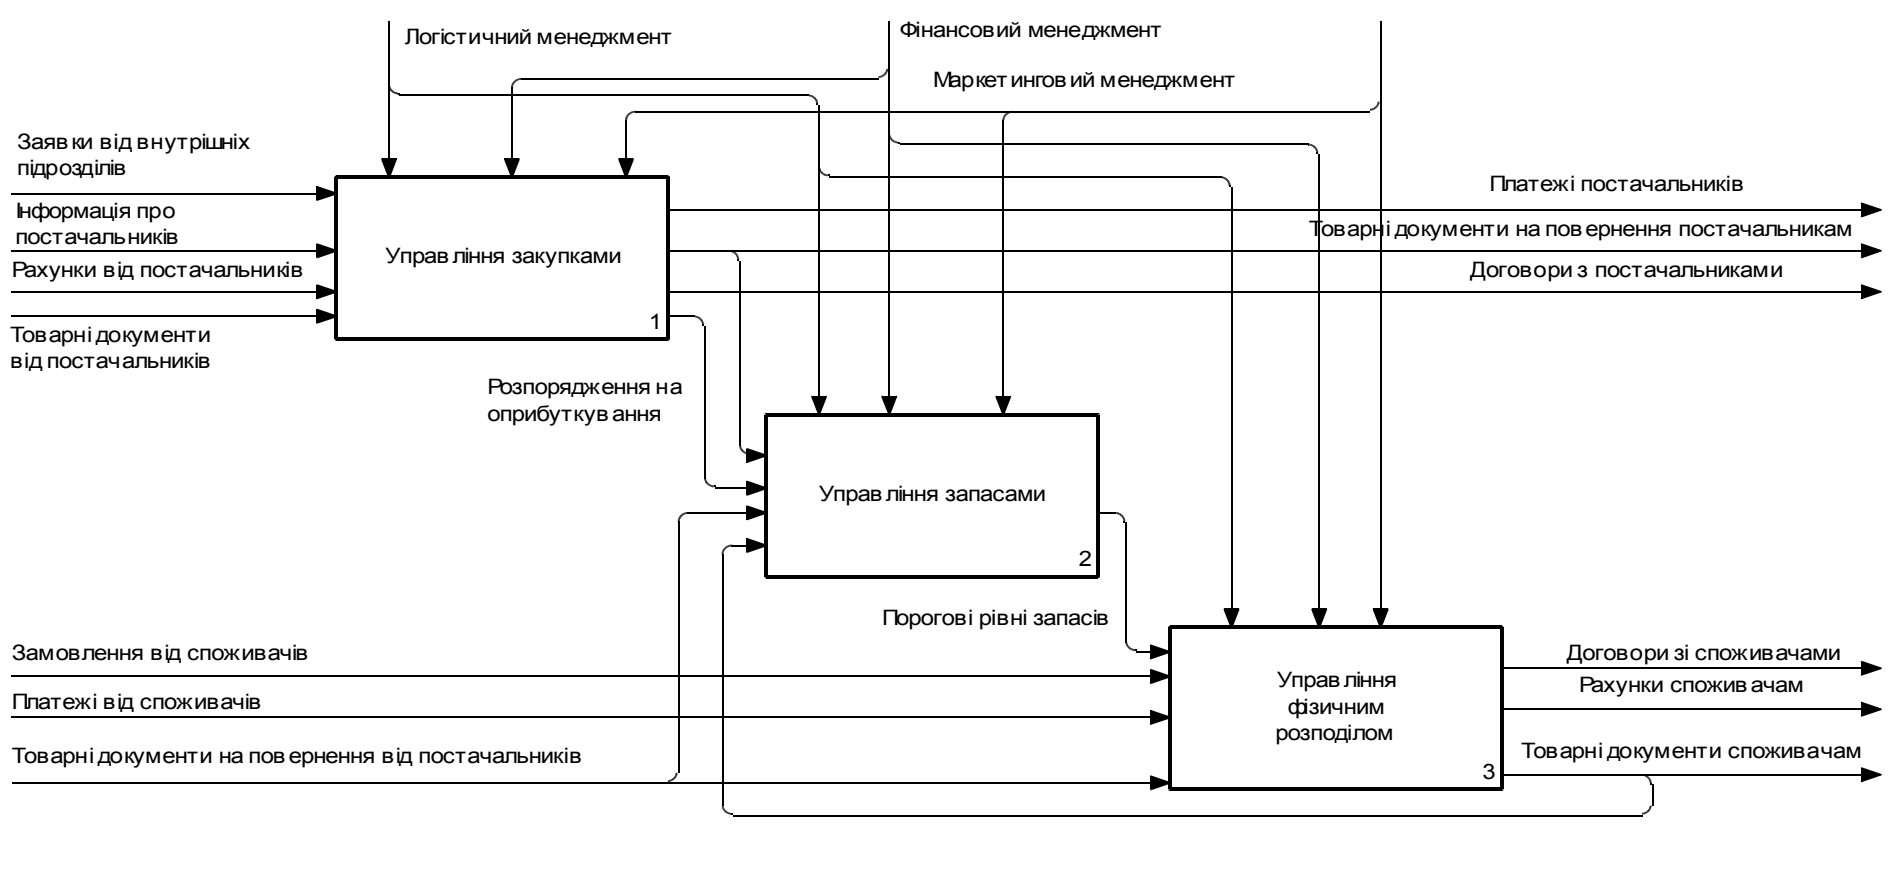 Логістичний менеджмент
Фінансовий менеджмент
Маркетинговий менеджмент
Заявки від внутрішніх
підрозділів
Інформація про
постачальників
Рахунки від постачальників
Товарні документи
від постачальників
Управління закупками
1
Платежі постачальників
Товарні документи на повернення постачальникам
Договори з постачальниками
Розпорядження на
оприбуткування
Управління запасами
2
Порогові рівні запасів
Замовлення від споживачів
Платежі від споживачів
Товарні документи на повернення від постачальників
Управління
фізичним
розподілом
3
Договори зі споживачами
Рахунки споживачам
Товарні документи споживачам